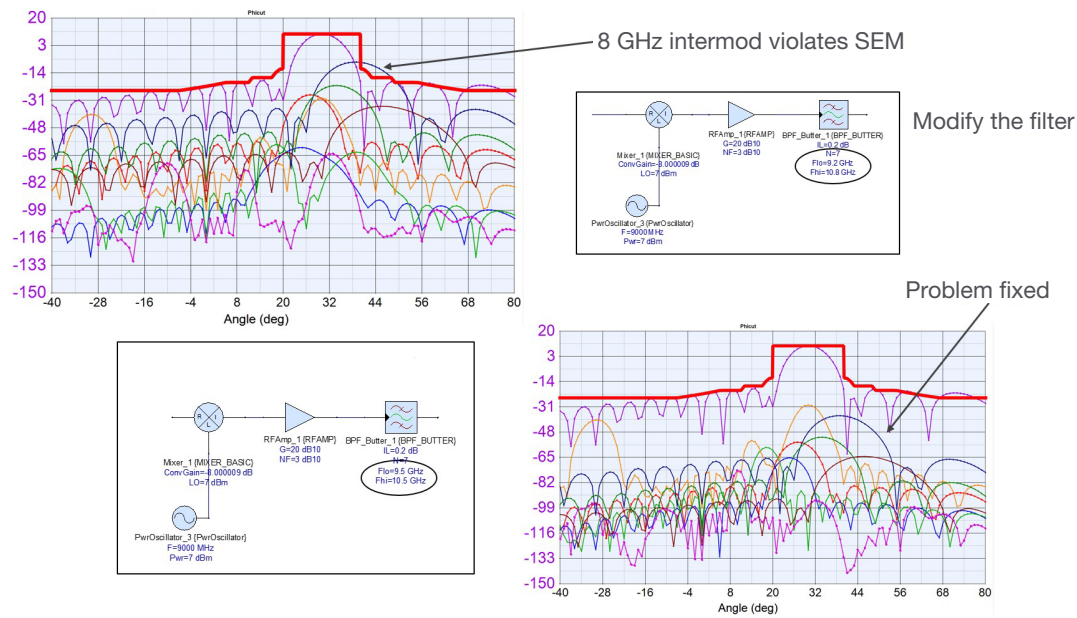 Phicut
20
3
-14
-31
-48
-65
-82
-99
-116
-133
-150
-40
-28
-16
-4
8
20
32
44
56
68
80
Angle (deg)
8 GHz intermod violates SEM
R
I
L
RFAmp_1 {RFAMP}
G=20 dB10
NF=3 dB10
BPF_Butter_1 {BPF_BUTTER}
IL=0.2 dB
N=7
Flo=9.2 GHz
Fhi=10.8 GHz
Mixer_1 {MIXER_BASIC}
ConvGain=-8.000009 dB
LO=7 dBm
PwrOscillator_3 {PwrOscillator}
F=9000 MHz
Pwr=7 dBm
Modify the filter
Problem fixed
R
I
L
RFAmp_1 {RFAMP}
G=20 dB10
NF=3 dB10
BPF_Butter_1 {BPF_BUTTER}
IL=0.2 dB
N=7
Flo=9.5 GHz
Fhi=10.5 GHz
Mixer_1 {MIXER_BASIC}
ConvGain=-8.000009 dB
LO=7 dBm
PwrOscillator_3 {PwrOscillator}
F=9000 MHz
Pwr=7 dBm
Phicut
20
3
-14
-31
-48
-65
-82
-99
-116
-133
-150
-40
-28
-16
-4
8
20
32
44
56
68
80
Angle (deg)